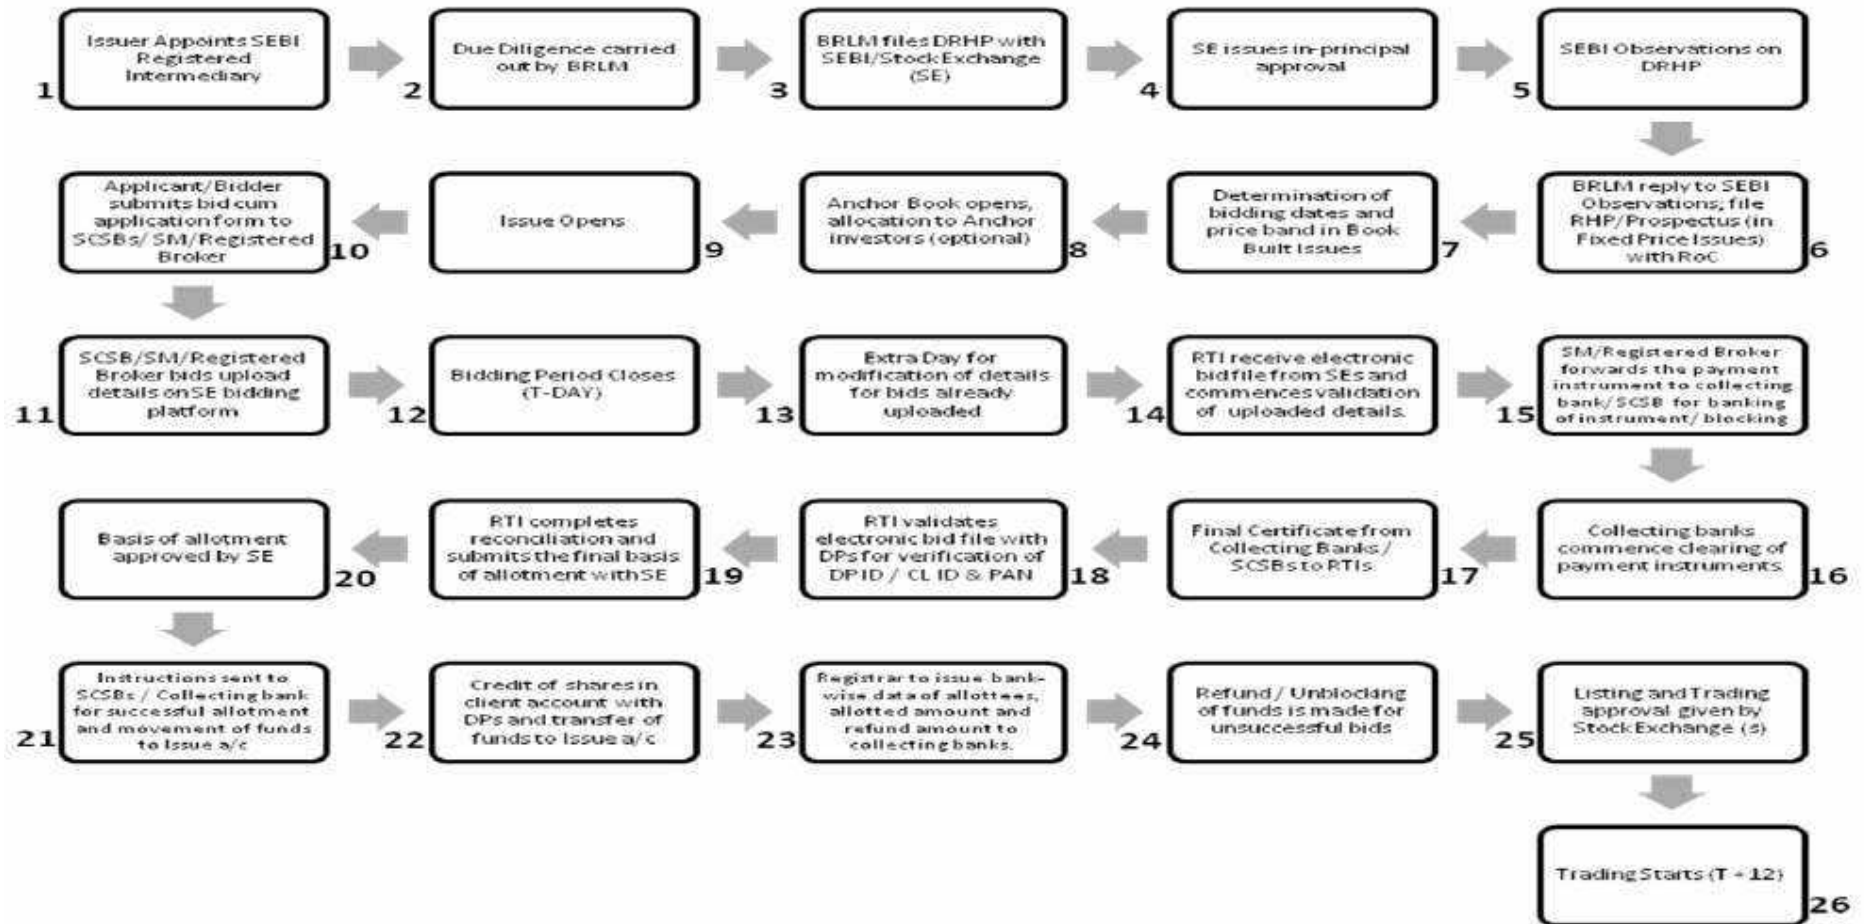 Issuer Appoints SEBI
Registered
Intermediary
1
Due Diligence carried
out by BRLM
2
BRLM files DRHP with
SEBI/Stock Exchange
(SE)
3
SE issues in-principal
approval
4
SEBI Observations on
DRHP
5
BRLM reply to SEBI
Observations; file
RHP/Prospectus (in
Fixed Price Issues)
with RoC
6
Determination of
bidding dates and
price band in Book
Built Issues
7
Anchor Book opens,
allocation to Anchor
investors (optional)
8
Issue Opens
9
Applicant/Bidder
submits bid cum
application form to
SCSBs/ SM/Registered
Broker
10
SCSB/SM/Registered
Broker bids upload
details on SE bidding
platform
11
Bidding Period Closes
(T-DAY)
12
Extra Day for
modification of details
for bids already
uploaded
13
RTI receive electronic
bid file from SEs and
commences validation
of uploaded details.
14
SM/Registered Broker
forwards the payment
instrument to collecting
bank/ SCSB for banking
of instrument/ blocking
15
Collecting banks
commence clearing of
payment instruments
16
Final Certificate from
Collecting Banks /
SCSBs to RTIs
17
RTI validates
electronic bid file with
DPs for verification of
DPID / CL ID & PAN
18
RTI completes
reconciliation and
submits the final basis
of allotment with SE
19
Basis of allotment
approved by SE
20
Instructions sent to
SCSBs / Collecting bank
for successful allotment
and movement of funds
to Issue a/c
21
Credit of shares in
client account with
DPs and transfer of
funds to Issue a/c
22
Registrar to issue bank-
wise data of allottees,
allotted amount and
refund amount to
collecting banks.
23
Refund / Unblocking
of funds is made for
unsuccessful bids
24
Listing and Trading
approval given by
Stock Exchange (s)
25
Trading Starts (T + 12)
26